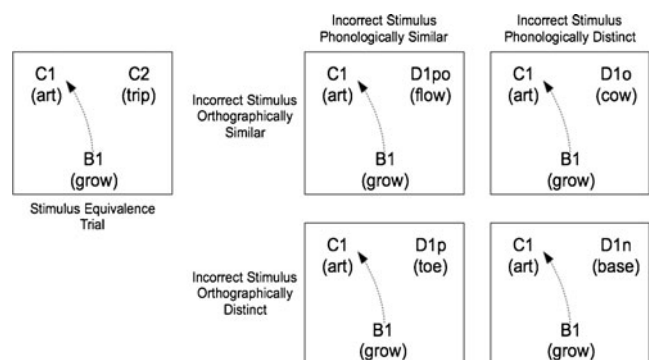 Incorrect Stimulus
Phonologically Similar
Incorrect Stimulus
Phonologically Distinct
C1 C2
(art) (trip)
B1
(grow)
Stimulus Equivalence
Trial
Incorrect Stimulus
Orthographically
Similar
C1 D1po
(art) (flow)
B1
(grow)
C1 D1o
(art) (cow)
B1
(grow)
Incorrect Stimulus
Orthographically
Distinct
C1 D1p
(art) (toe)
B1
(grow)
C1 D1n
(art) (base)
B1
(grow)